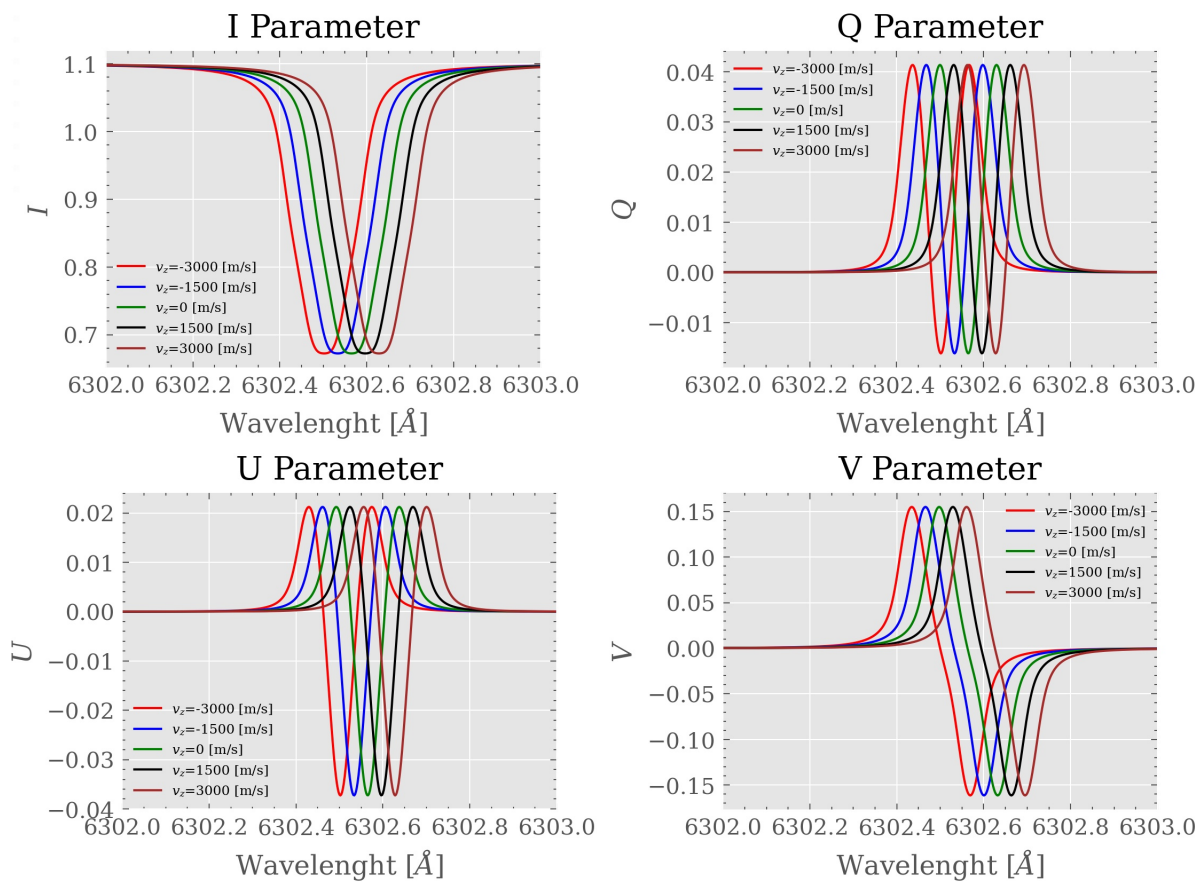 I Parameter
1.1
1.0
0.9
0.8
0.7
I
v_z=-3000 [m/s]
v_z=-1500 [m/s]
v_z=0 [m/s]
v_z=1500 [m/s]
v_z=3000 [m/s]
6302.0 6302.2 6302.4 6302.6 6302.8 6303.0
Wavelenght [Å]
Q Parameter
0.04
0.03
0.02
0.01
0.00
−0.01
Q
v_z=-3000 [m/s]
v_z=-1500 [m/s]
v_z=0 [m/s]
v_z=1500 [m/s]
v_z=3000 [m/s]
6302.0 6302.2 6302.4 6302.6 6302.8 6303.0
Wavelenght [Å]
U Parameter
0.02
0.01
0.00
−0.01
−0.02
−0.03
−0.04
U
v_z=-3000 [m/s]
v_z=-1500 [m/s]
v_z=0 [m/s]
v_z=1500 [m/s]
v_z=3000 [m/s]
6302.0 6302.2 6302.4 6302.6 6302.8 6303.0
Wavelenght [Å]
V Parameter
0.15
0.10
0.05
0.00
−0.05
−0.10
−0.15
V
v_z=-3000 [m/s]
v_z=-1500 [m/s]
v_z=0 [m/s]
v_z=1500 [m/s]
v_z=3000 [m/s]
6302.0 6302.2 6302.4 6302.6 6302.8 6303.0
Wavelenght [Å]